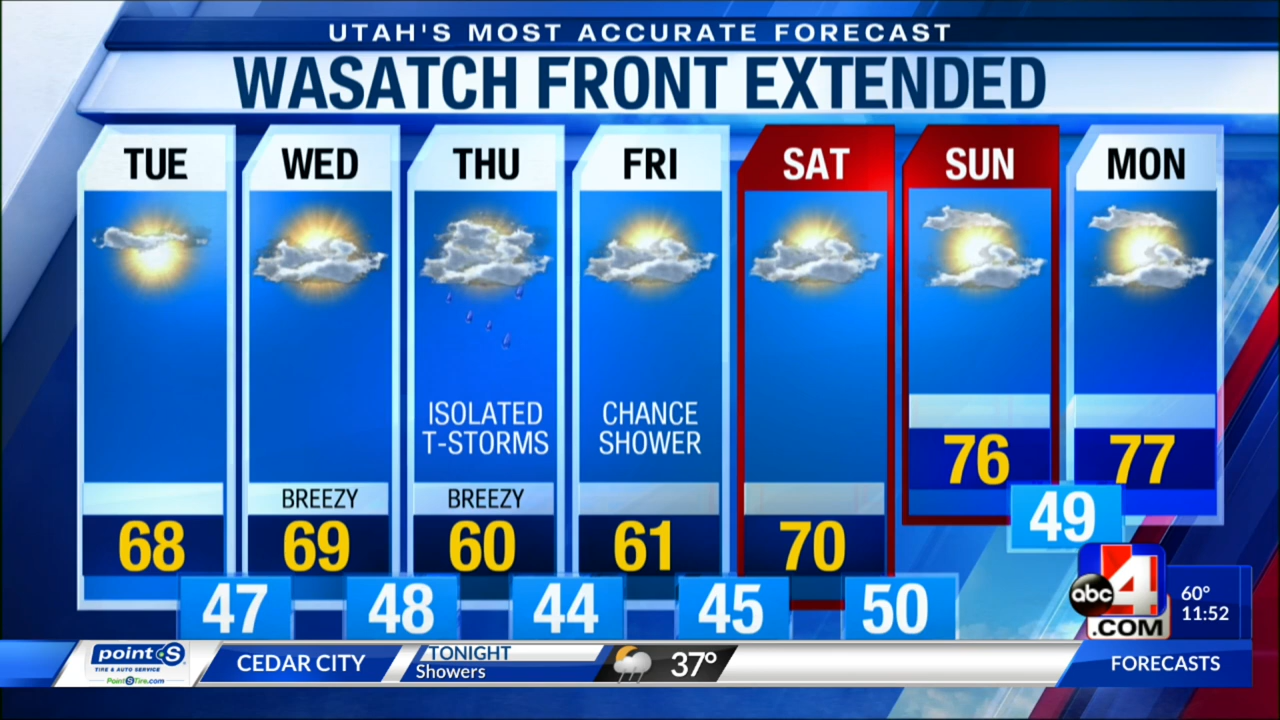 UTAH'S MOST ACCURATE FORECAST
WASATCH FRONT EXTENDED
TUE
WED
THU
FRI
SAT
SUN
MON
ISOLATED
T-STORMS
CHANCE
SHOWER
BREEZY
BREEZY
68
69
60
61
70
76
77
47
48
44
45
50
49
abc
4
.COM
60°
11:52
point S
TIRE & AUTO SERVICE
PointSTire.com
CEDAR CITY
TONIGHT
Showers
37°
FORECASTS